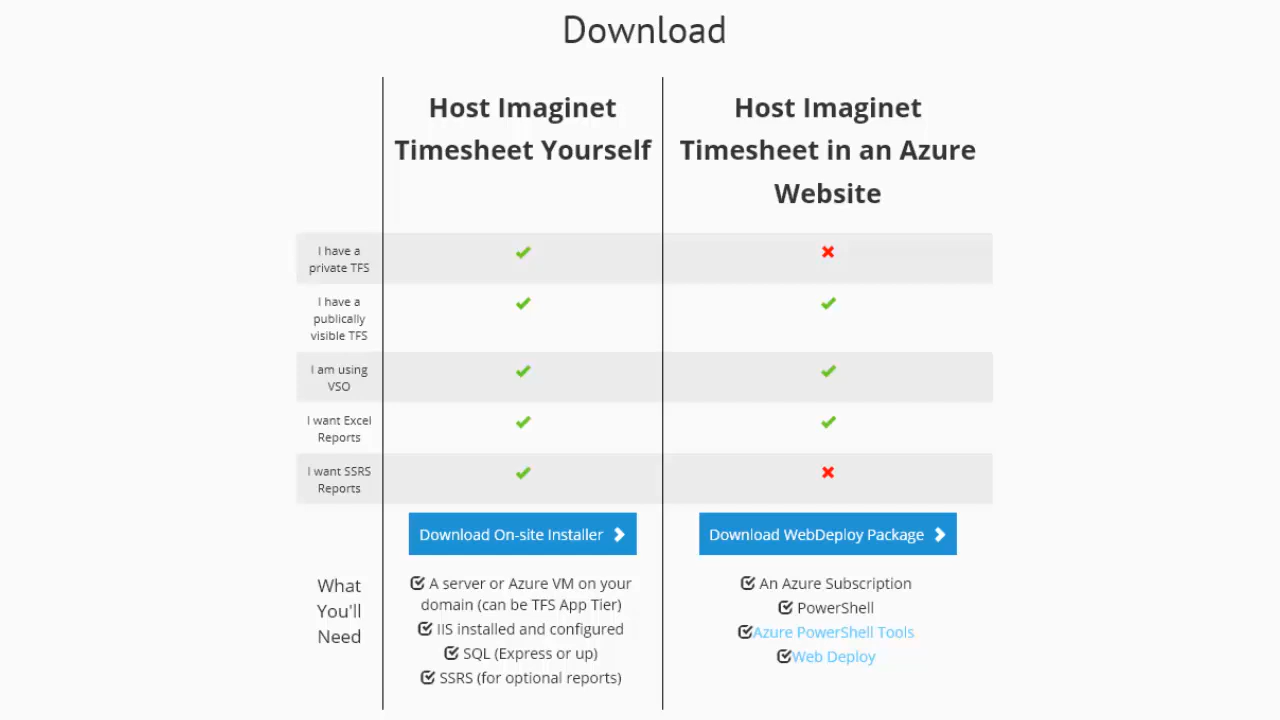 Download
Host Imaginet
Timesheet Yourself
Host Imaginet
Timesheet in an Azure
Website
I have a
private TFS
I have a
publically
visible TFS
I am using
VSO
I want Excel
Reports
I want SSRS
Reports
Download On-site Installer
Download WebDeploy Package
What
You'll
Need
A server or Azure VM on your
domain (can be TFS App Tier)
IIS installed and configured
SQL (Express or up)
SSRS (for optional reports)
An Azure Subscription
PowerShell
Azure PowerShell Tools
Web Deploy